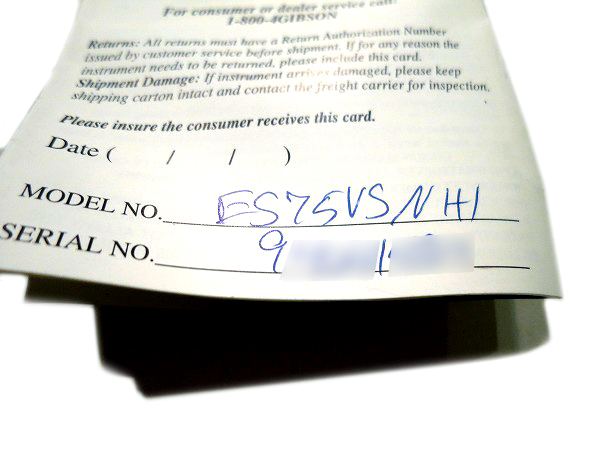 For consumer or dealer service call:
1-800-4GIBSON
Returns: All returns must have a Return Authorization Number
issued by customer service before shipment. If for any reason the
instrument needs to be returned, please include this card.
Shipment Damage: If instrument arrives damaged, please keep
shipping carton intact and contact the freight carrier for inspection.
Please insure the consumer receives this card.
Date ( / / )
MODEL NO. ES75VSNH1
SERIAL NO. 9